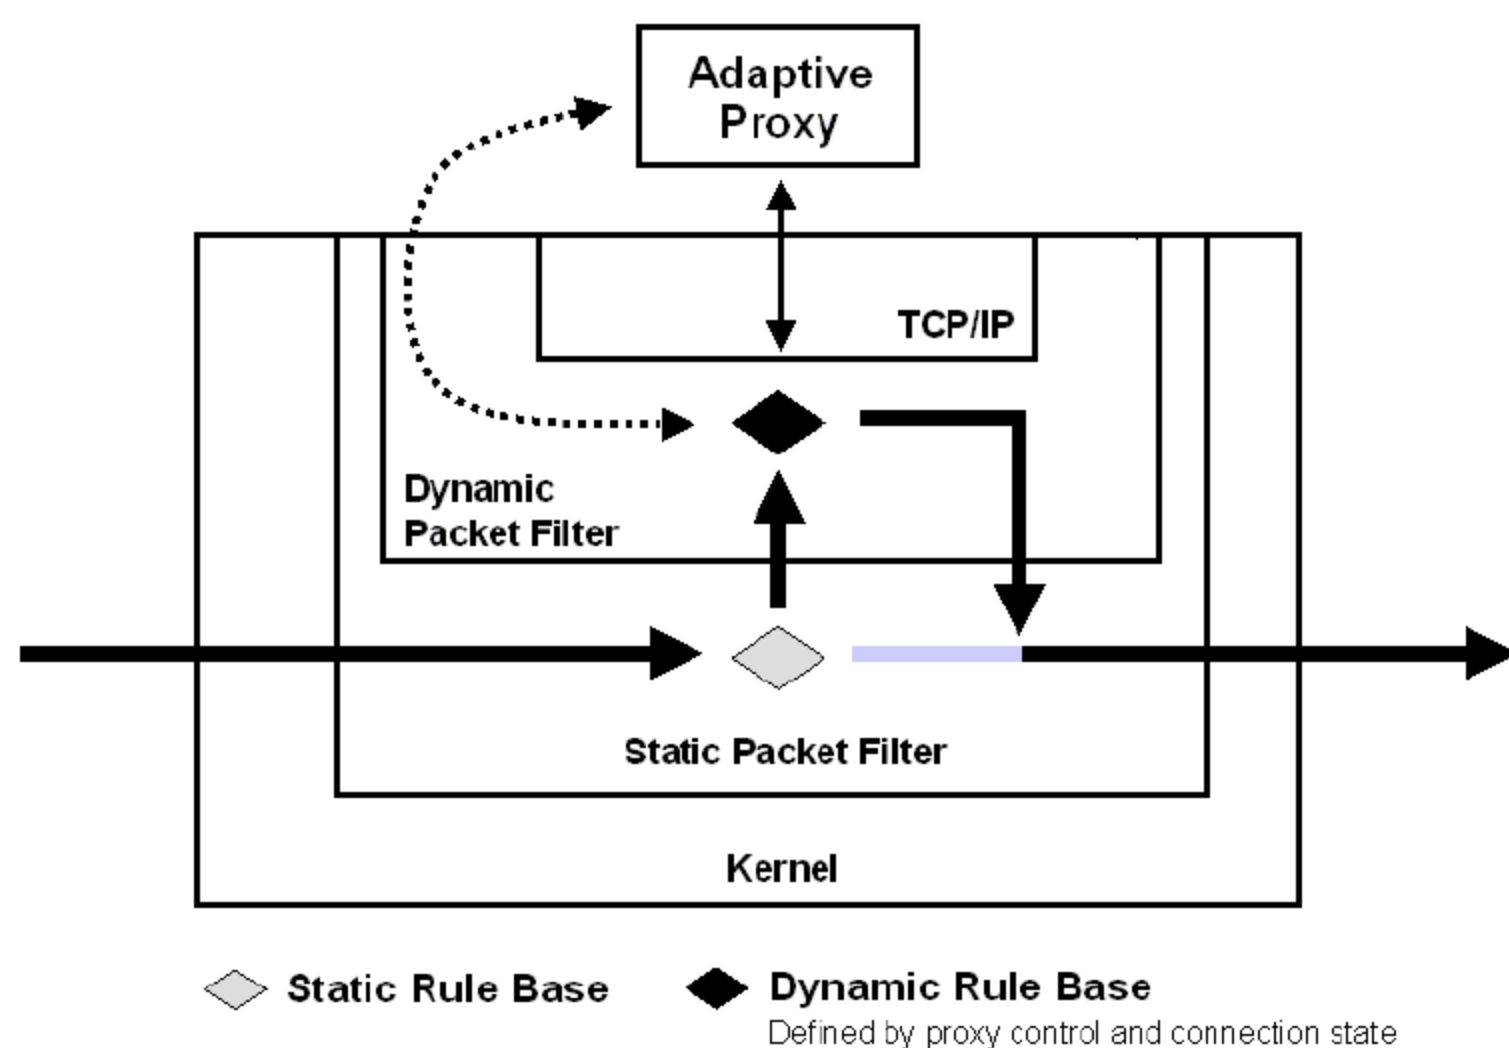 Adaptive
Proxy
TCP/IP
Dynamic
Packet Filter
Static Packet Filter
Kernel
Static Rule Base
Dynamic Rule Base
Defined by proxy control and connection state